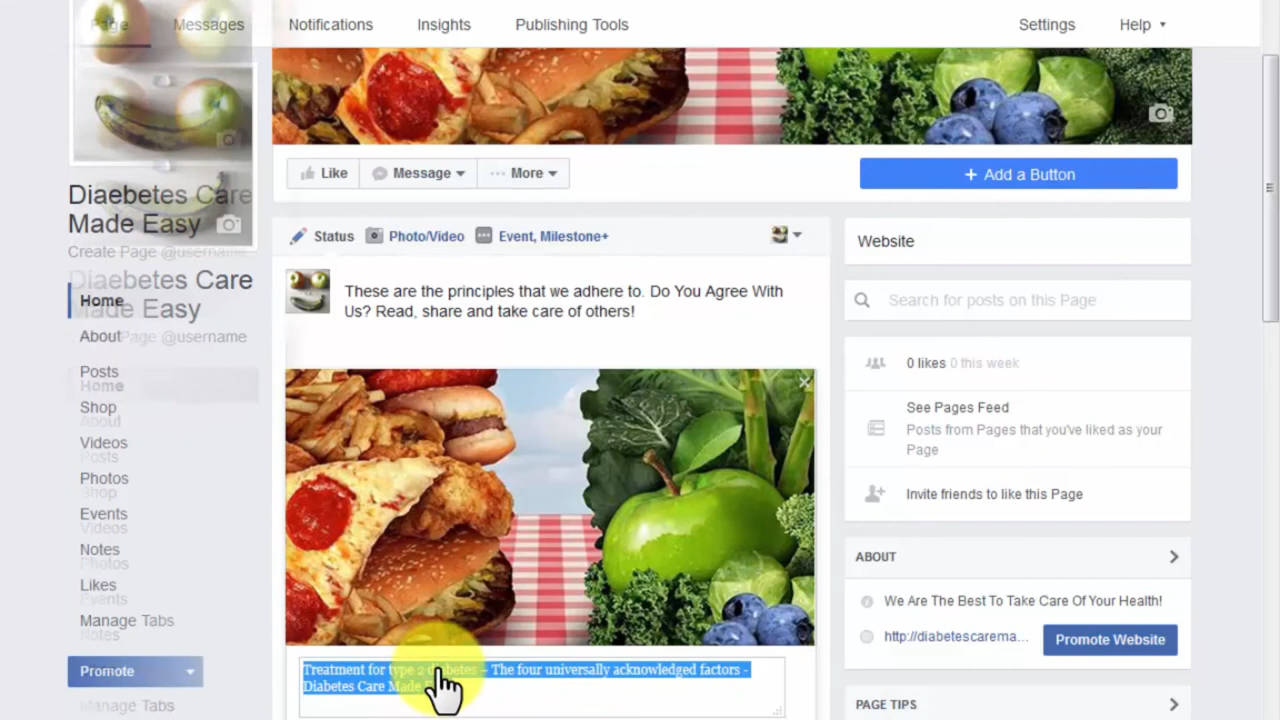 Page Messages Notifications Insights Publishing Tools Settings Help
Like Message More
+ Add a Button
Diaebetes Care
Made Easy
Create Page @username
Diaebetes Care
Made Easy
Page @username
Home
About
Posts
Home
Shop
About
Videos
Posts
Photos
Shop
Events
Videos
Notes
Photos
Likes
Events
Manage Tabs
Notes
Promote
Manage Tabs
Status Photo/Video Event, Milestone+
These are the principles that we adhere to. Do You Agree With
Us? Read, share and take care of others!
Treatment for type 2 diabetes – The four universally acknowledged factors -
Diabetes Care Made
Website
Search for posts on this Page
0 likes 0 this week
See Pages Feed
Posts from Pages that you've liked as your
Page
Invite friends to like this Page
ABOUT
We Are The Best To Take Care Of Your Health!
http://diabetescarema...
Promote Website
PAGE TIPS